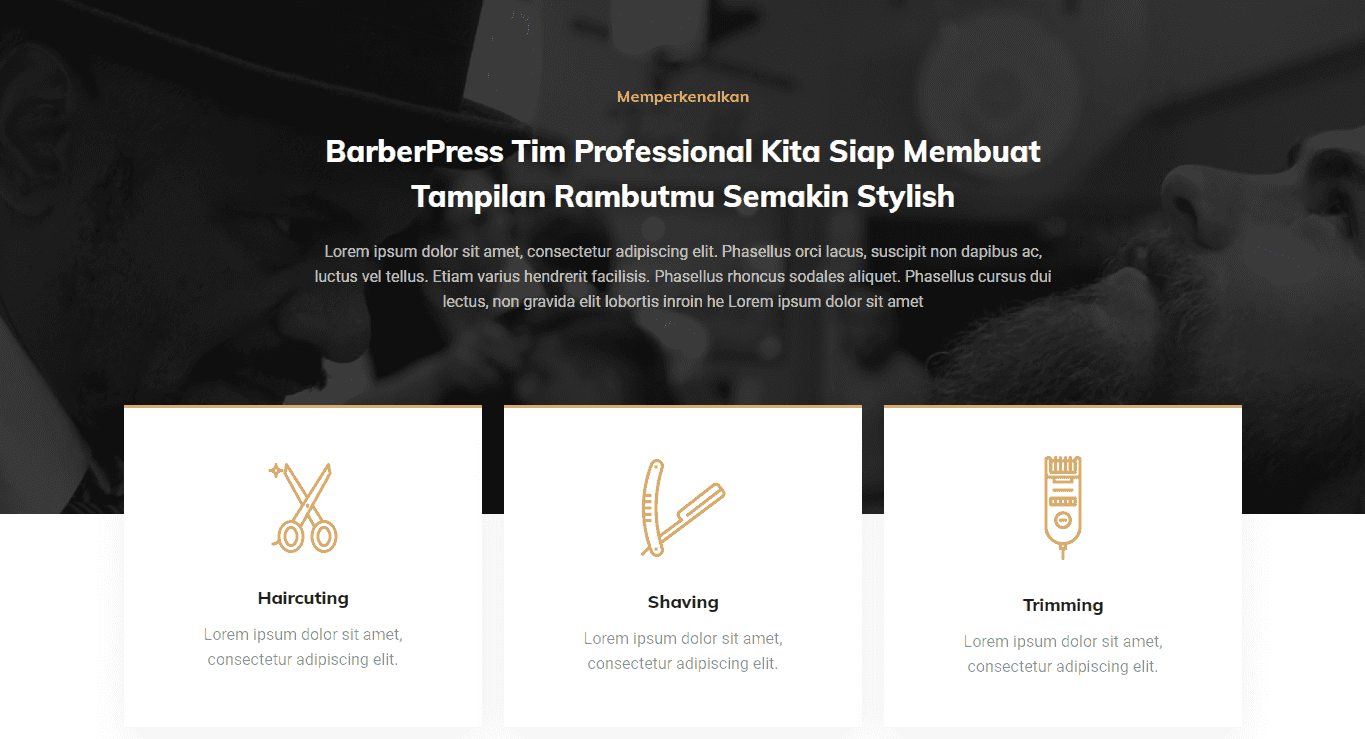 Memperkenalkan
BarberPress Tim Professional Kita Siap Membuat
Tampilan Rambutmu Semakin Stylish
Lorem ipsum dolor sit amet, consectetur adipiscing elit. Phasellus orci lacus, suscipit non dapibus ac,
luctus vel tellus. Etiam varius hendrerit facilisis. Phasellus rhoncus sodales aliquet. Phasellus cursus dui
lectus, non gravida elit lobortis inroin he Lorem ipsum dolor sit amet
Haircuting
Lorem ipsum dolor sit amet,
consectetur adipiscing elit.
Shaving
Lorem ipsum dolor sit amet,
consectetur adipiscing elit.
Trimming
Lorem ipsum dolor sit amet,
consectetur adipiscing elit.